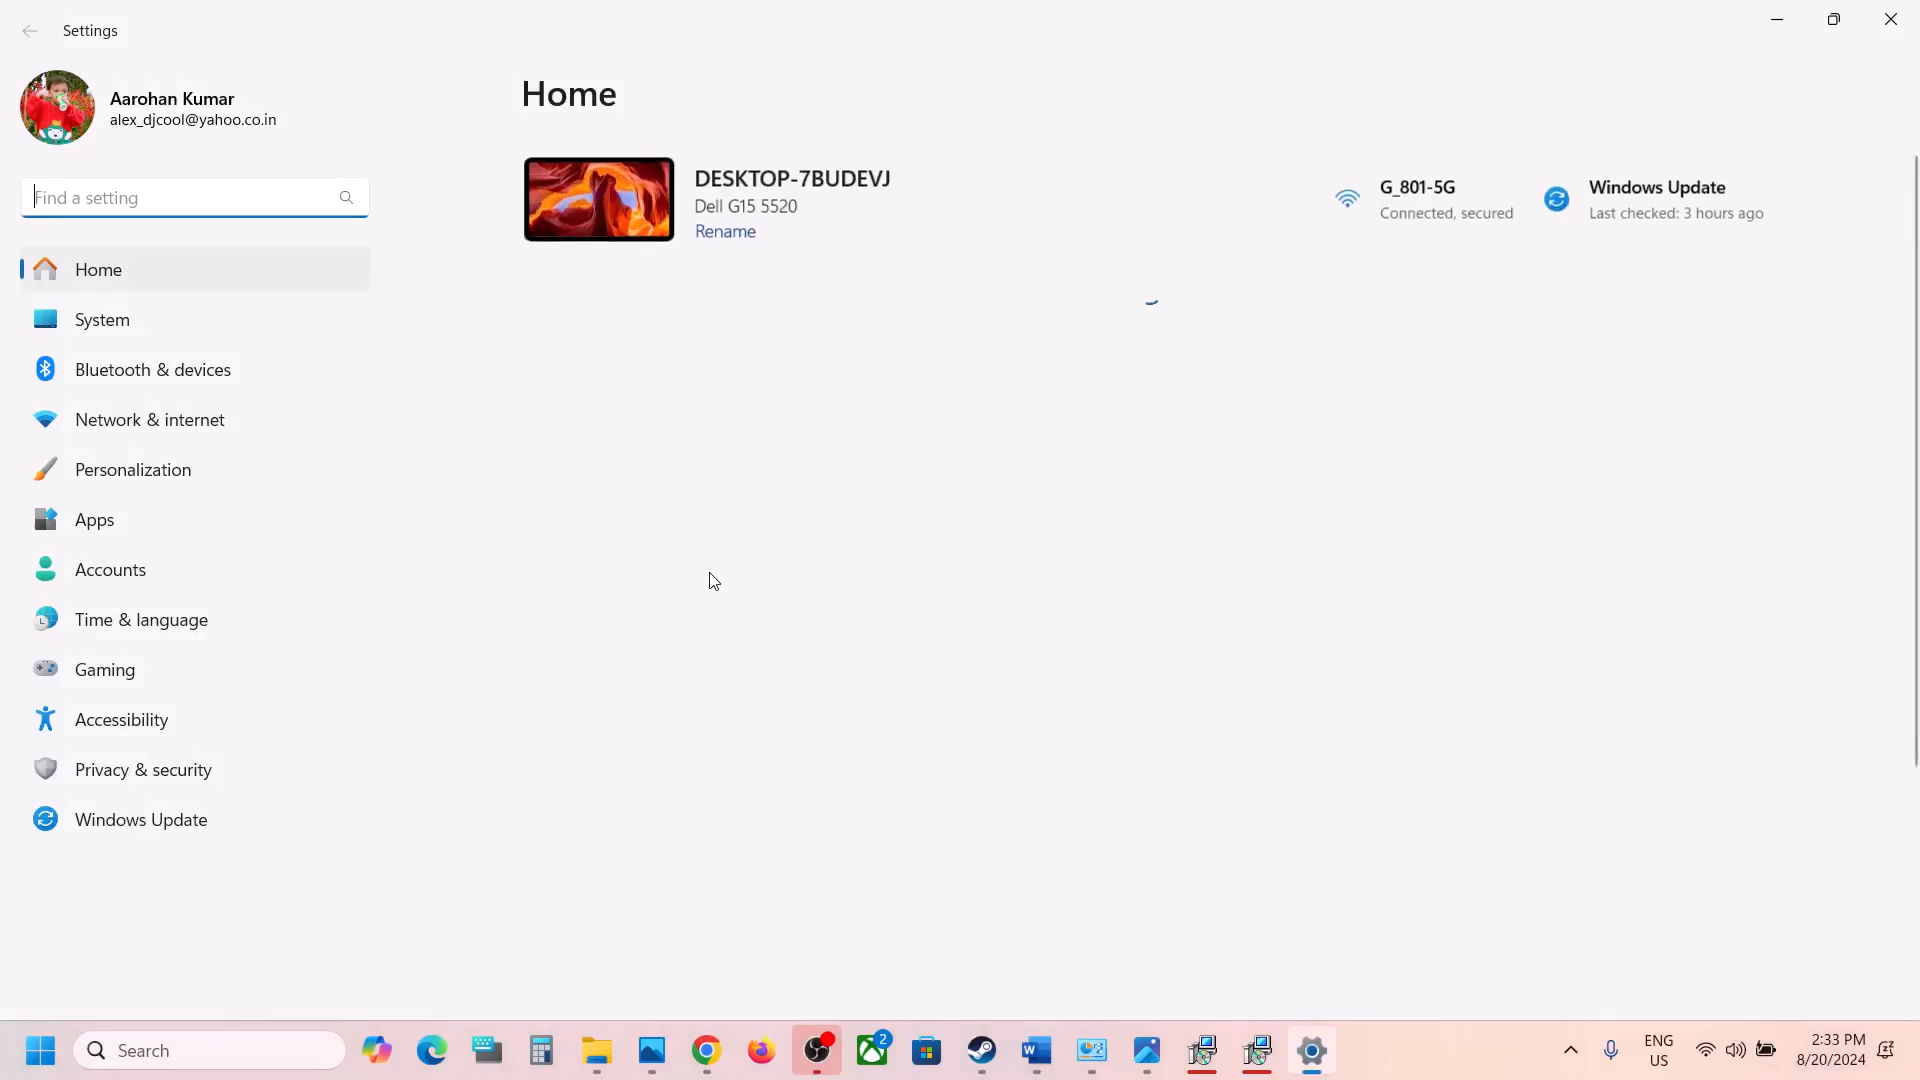 Settings
Aarohan Kumar
alex_djcool@yahoo.co.in
Find a setting
Home
System
Bluetooth & devices
Network & internet
Personalization
Apps
Accounts
Time & language
Gaming
Accessibility
Privacy & security
Windows Update
Home
DESKTOP-7BUDEVJ
Dell G15 5520
Rename
G_801-5G
Connected, secured
Windows Update
Last checked: 3 hours ago
Search
2
ENG
US
2:33 PM
8/20/2024